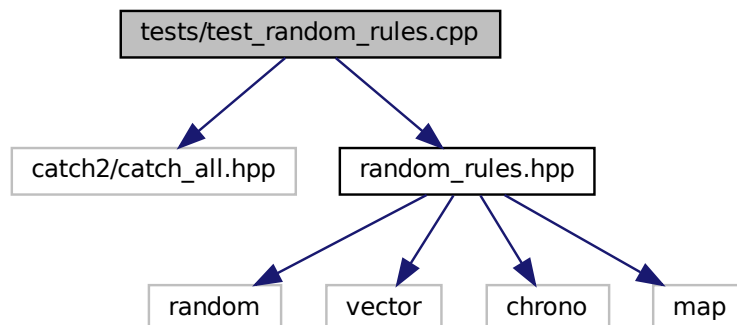 tests/test_random_rules.cpp
catch2/catch_all.hpp
random_rules.hpp
random
vector
chrono
map